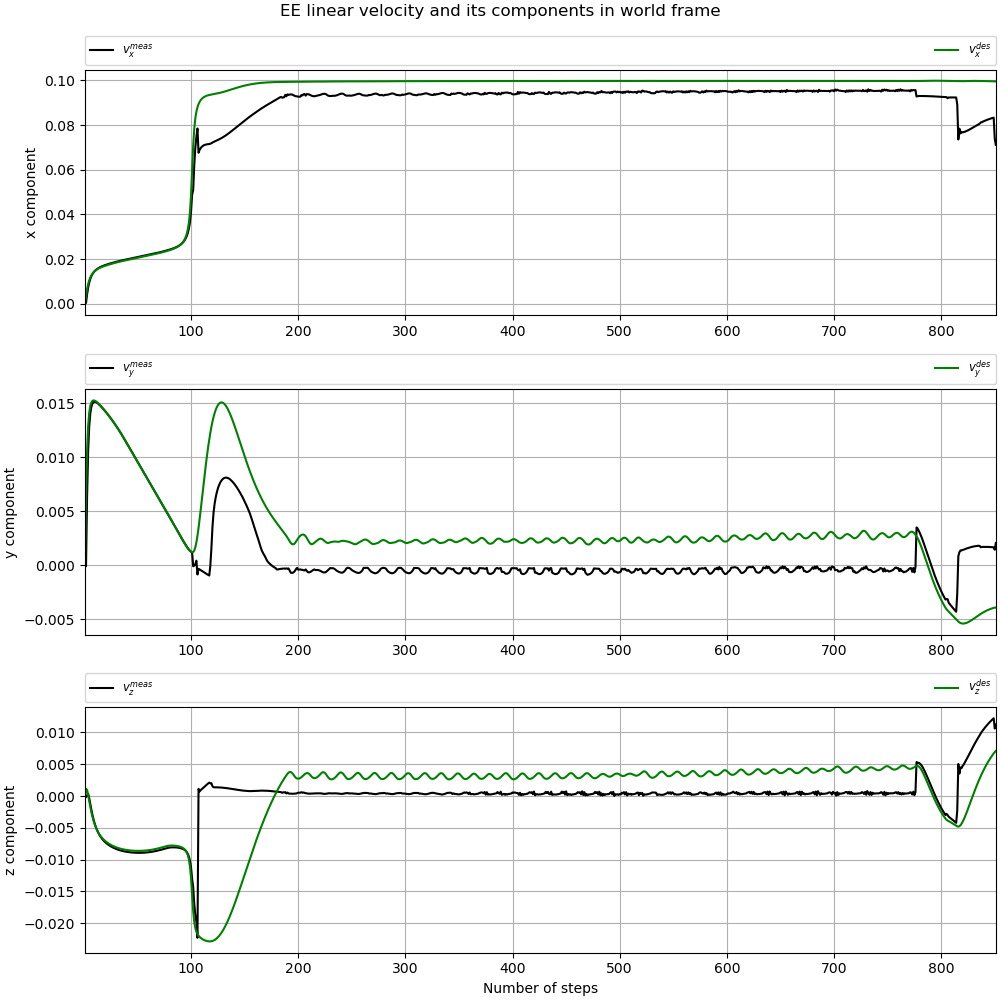 EE linear velocity and its components in world frame
v_x^meas v_x^des
0.10
0.08
0.06
0.04
0.02
0.00
x component
100 200 300 400 500 600 700 800
v_y^meas v_y^des
0.015
0.010
0.005
0.000
−0.005
y component
100 200 300 400 500 600 700 800
v_z^meas v_z^des
0.010
0.005
0.000
−0.005
−0.010
−0.015
−0.020
z component
100 200 300 400 500 600 700 800
Number of steps